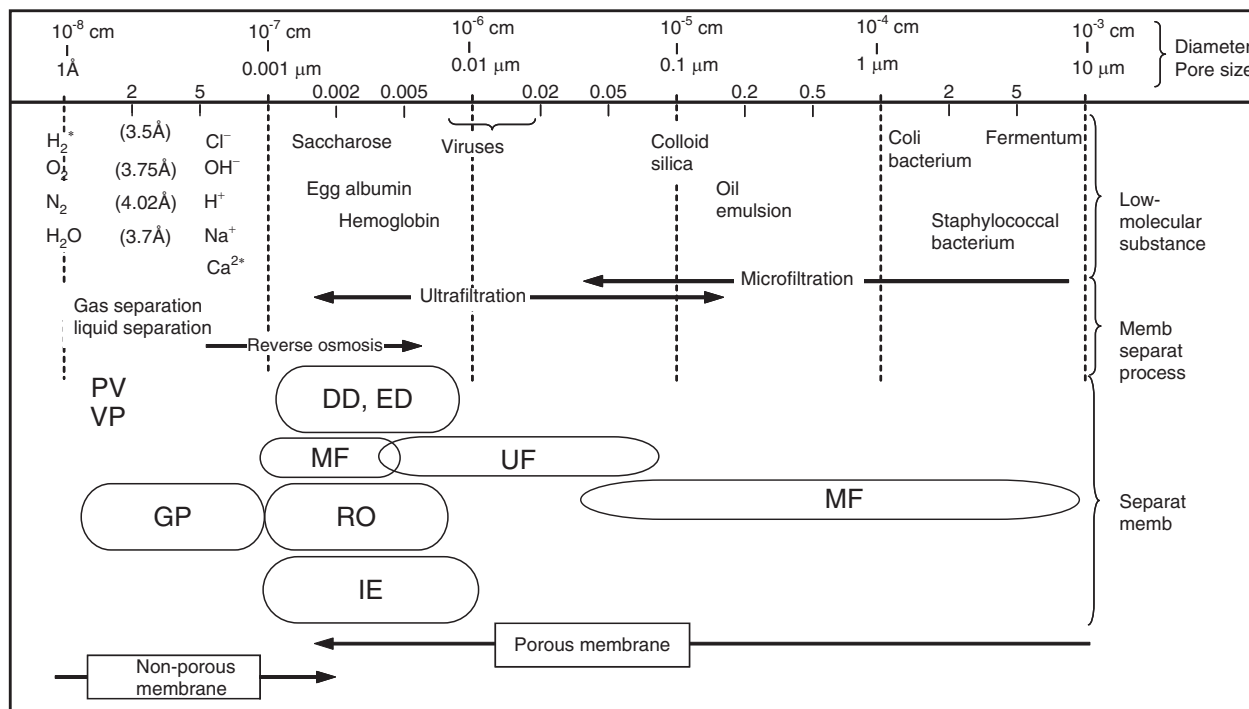 10⁻⁸ cm 10⁻⁷ cm 10⁻⁶ cm 10⁻⁵ cm 10⁻⁴ cm 10⁻³ cm
1Å 0.001 μm 0.01 μm 0.1 μm 1 μm 10 μm
Diameter
Pore size
2 5 0.002 0.005 0.02 0.05 0.2 0.5 2 5
H₂* (3.5Å) Cl⁻ Saccharose Viruses Colloid silica Coli bacterium Fermentum
O₂ (3.75Å) OH⁻
N₂ (4.02Å) H⁺ Egg albumin Oil emulsion
Hemoglobin
H₂O (3.7Å) Na⁺ Staphylococcal bacterium
Ca²*
Low-
molecular
substance
Microfiltration
Ultrafiltration
Gas separation
liquid separation
Reverse osmosis
Memb
separat
process
PV
VP
DD, ED
MF UF
GP RO MF
IE
Separat
memb
Porous membrane
Non-porous
membrane